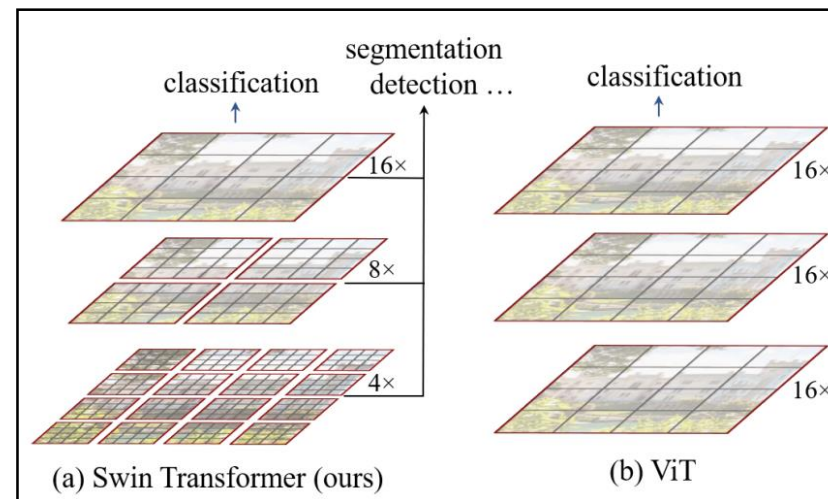 segmentation
detection ...
classification
16×
8×
4×
(a) Swin Transformer (ours)
classification
16×
16×
16×
(b) ViT